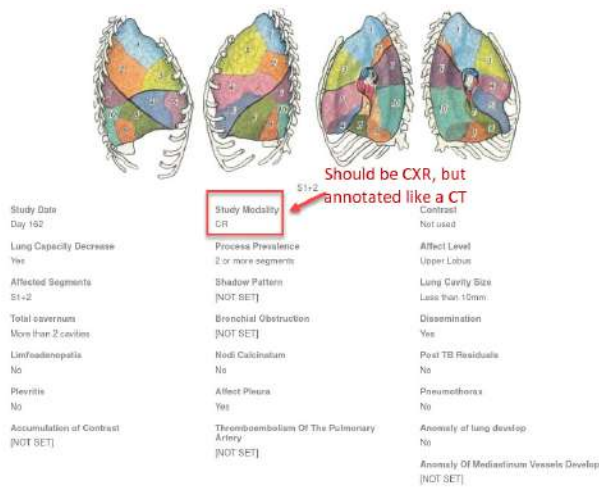 Should be CXR, but
annotated like a CT
S1+2
Study Date
Day 162
Study Modality
CR
Contrast
Not used
Lung Capacity Decrease
Yes
Process Prevalence
2 or more segments
Affect Level
Upper Lobus
Affected Segments
S1+2
Shadow Pattern
[NOT SET]
Lung Cavity Size
Less than 10mm
Total cavernum
More than 2 cavities
Bronchial Obstruction
[NOT SET]
Dissemination
Yes
Limfoadenopatia
No
Nodi Calcinatum
No
Post TB Residuals
No
Plevritis
No
Affect Pleura
Yes
Pneumothorax
No
Accumulation of Contrast
[NOT SET]
Thromboembolism Of The Pulmonary
Artery
[NOT SET]
Anomaly of lung develop
No
Anomaly Of Mediastinum Vessels Develop
[NOT SET]